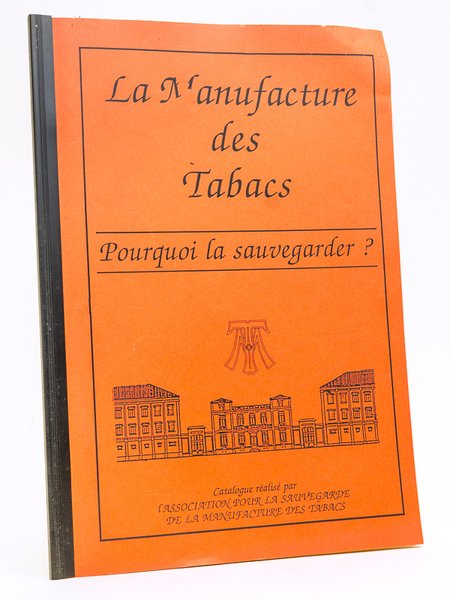 La Manufacture
des
Tabacs
Pourquoi la sauvegarder ?
Catalogue réalisé par
l'ASSOCIATION POUR LA SAUVEGARDE
DE LA MANUFACTURE DES TABACS